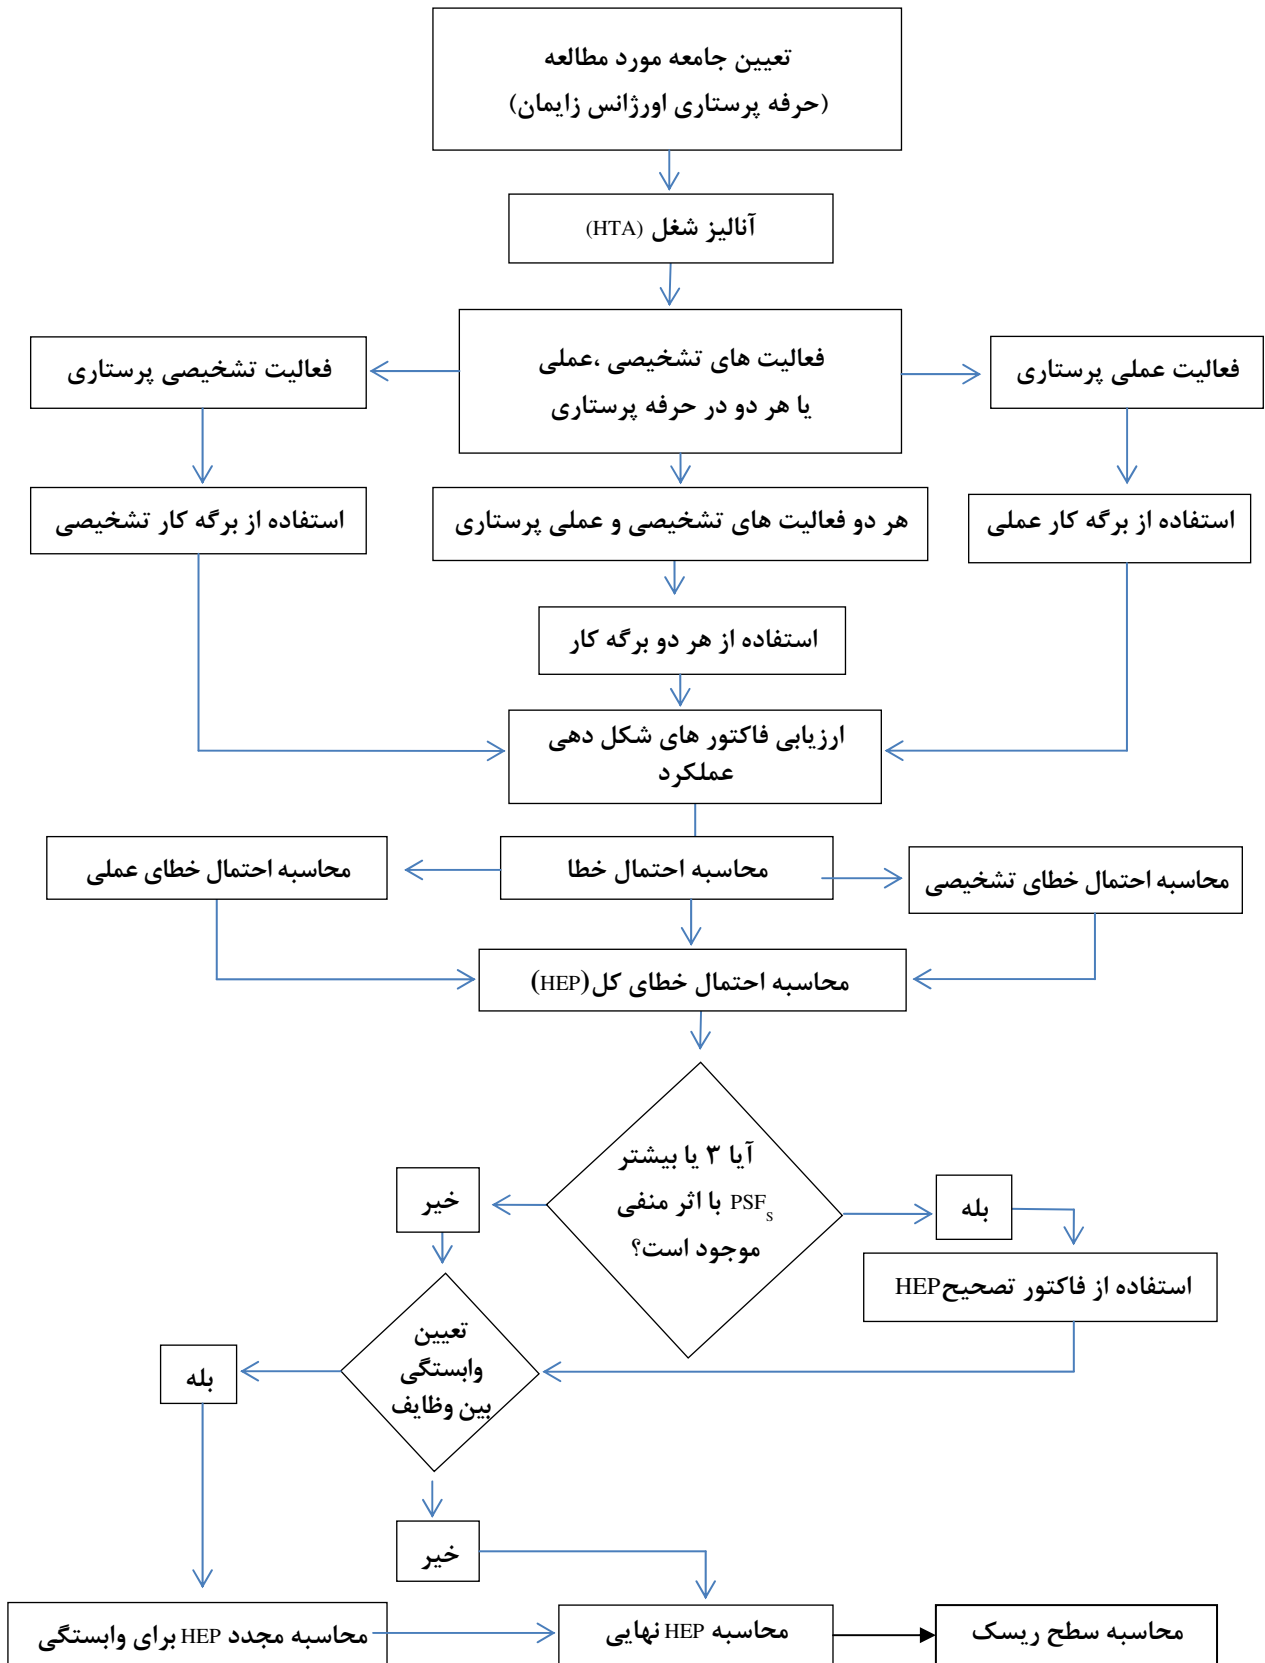 تعیین جامعه مورد مطالعه
(حرفه پرستاری اورژانس زایمان)
آنالیز شغل (HTA)
فعالیت های تشخیصی ،عملی
یا هر دو در حرفه پرستاری
فعالیت عملی پرستاری
فعالیت تشخیصی پرستاری
استفاده از برگه کار عملی
هر دو فعالیت های تشخیصی و عملی پرستاری
استفاده از برگه کار تشخیصی
استفاده از هر دو برگه کار
ارزیابی فاکتور های شکل دهی
عملکرد
محاسبه احتمال خطا
محاسبه احتمال خطای تشخیصی
محاسبه احتمال خطای عملی
محاسبه احتمال خطای کل(HEP)
آیا ۳ یا بیشتر
PSFs با اثر منفی
موجود است؟
بله
خیر
استفاده از فاکتور تصحیحHEP
تعیین
وابستگی
بین وظایف
بله
خیر
محاسبه مجدد HEP برای وابستگی
محاسبه HEP نهایی
محاسبه سطح ریسک